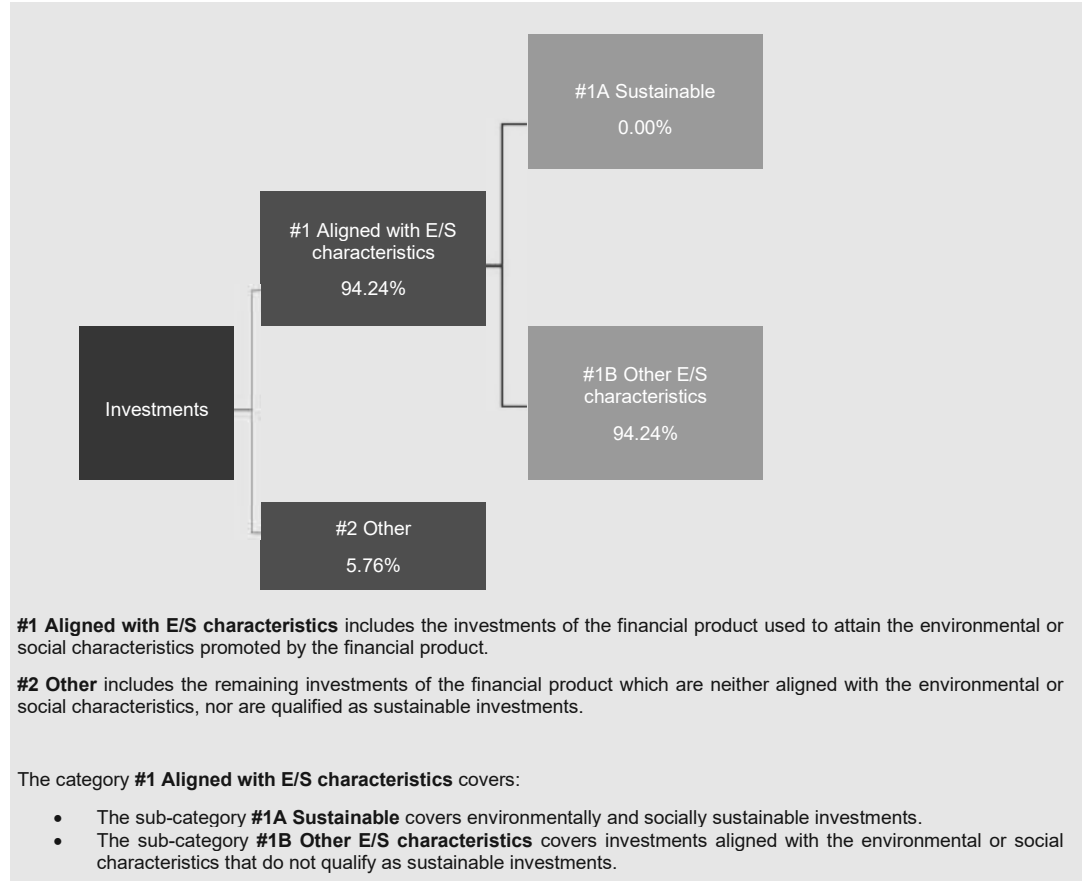 #1A Sustainable
0.00%
#1 Aligned with E/S
characteristics
94.24%
Investments
#1B Other E/S
characteristics
94.24%
#2 Other
5.76%
#1 Aligned with E/S characteristics includes the investments of the financial product used to attain the environmental or
social characteristics promoted by the financial product.
#2 Other includes the remaining investments of the financial product which are neither aligned with the environmental or
social characteristics, nor are qualified as sustainable investments.
The category #1 Aligned with E/S characteristics covers:
• The sub-category #1A Sustainable covers environmentally and socially sustainable investments.
• The sub-category #1B Other E/S characteristics covers investments aligned with the environmental or social
characteristics that do not qualify as sustainable investments.